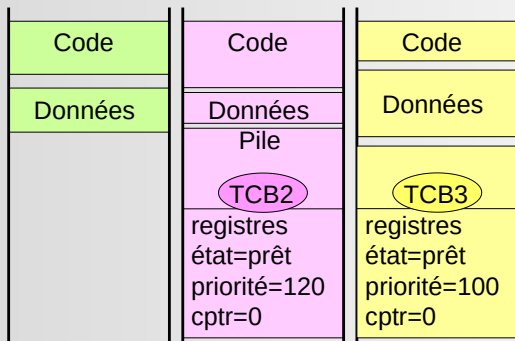 Code
Données
Code
Données
Pile
TCB2
registres
état=prêt
priorité=120
cptr=0
Code
Données
TCB3
registres
état=prêt
priorité=100
cptr=0